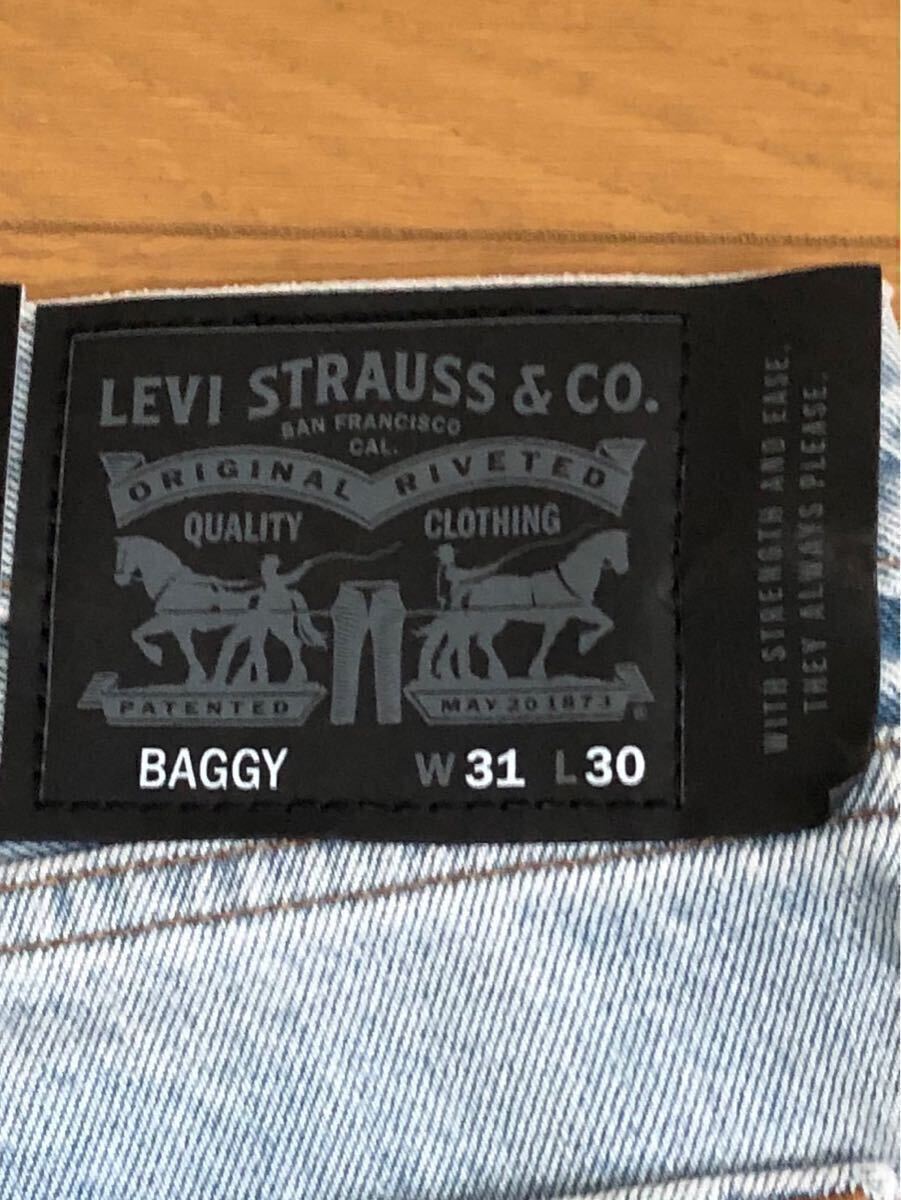 LEVI STRAUSS & CO.
SAN FRANCISCO
CAL.
ORIGINAL RIVETED
QUALITY CLOTHING
PATENTED MAY 20 1873
®
BAGGY W 31 L 30
WITH STRENGTH AND EASE.
THEY ALWAYS PLEASE.